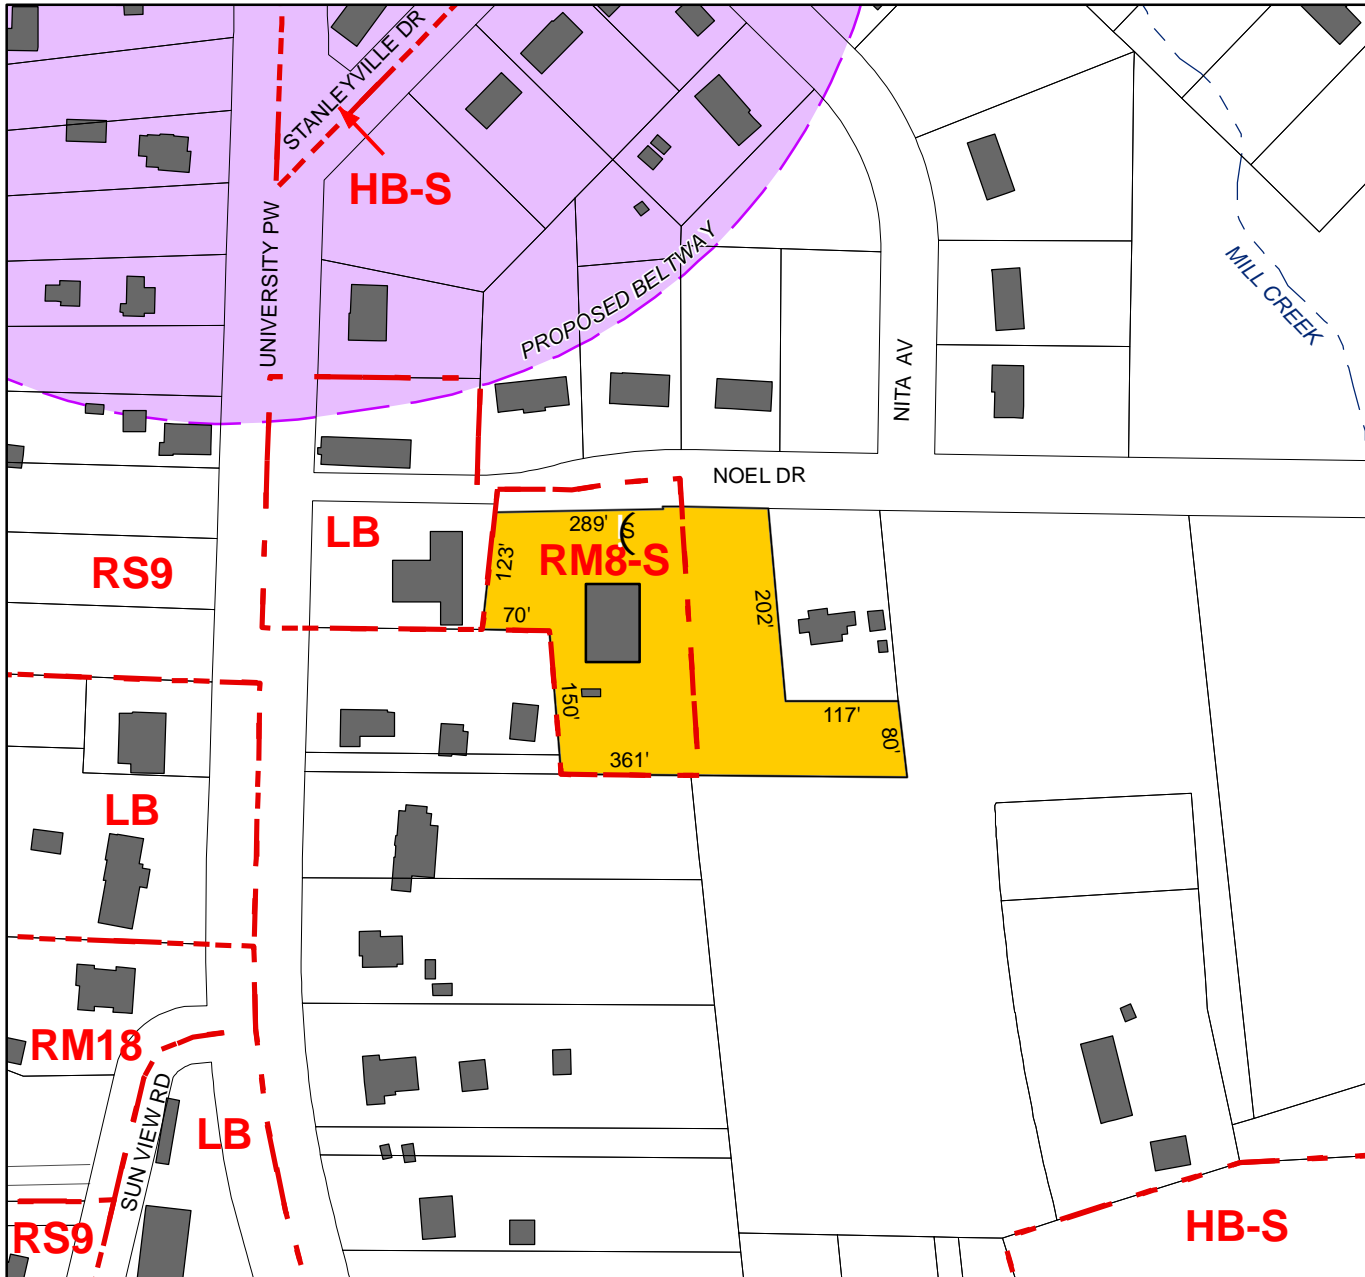 STANLEYVILLE DR
HB-S
UNIVERSITY PW
PROPOSED BELTWAY
MILL CREEK
NITA AV
NOEL DR
LB
289'
S
RM8-S
123'
RS9
70'
202'
150'
117'
80'
361'
LB
RM18
SUN VIEW RD
LB
RS9
HB-S